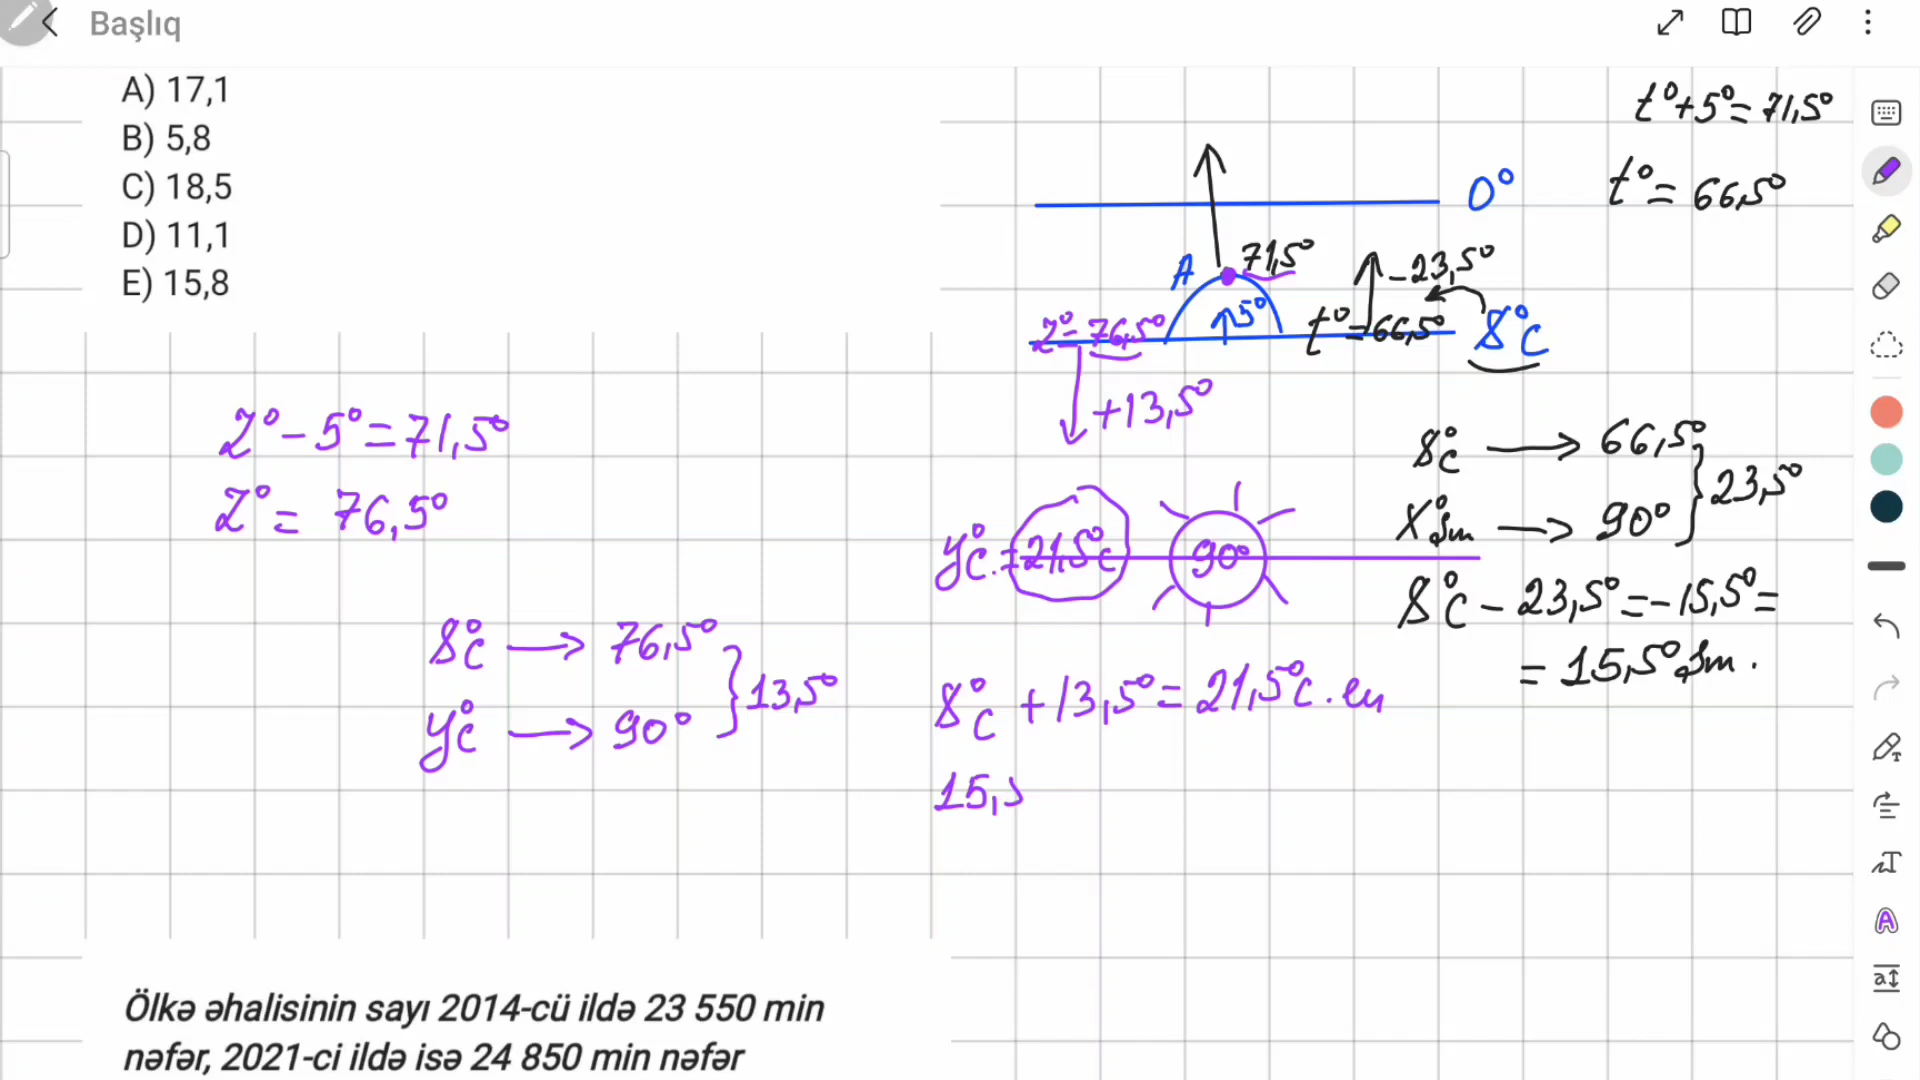 Başlıq
A) 17,1
B) 5,8
C) 18,5
D) 11,1
E) 15,8
t°+5°=71,5°
t°= 66,5°
0°
A 71,5°
-23,5°
5°
t°=66,5°
8°C
Z°=76,5°
+13,5°
Z°-5°=71,5°
Z°= 76,5°
8°C → 66,5°
X°Şm → 90°
23,5°
y°C.=21,5°C
90°
8°C - 23,5°=-15,5°=
= 15,5°Şm.
8°C → 76,5°
y°C → 90°
13,5°
8°C +13,5°=21,5°C.en
15,
Ölkə əhalisinin sayı 2014-cü ildə 23 550 min
nəfər, 2021-ci ildə isə 24 850 min nəfər